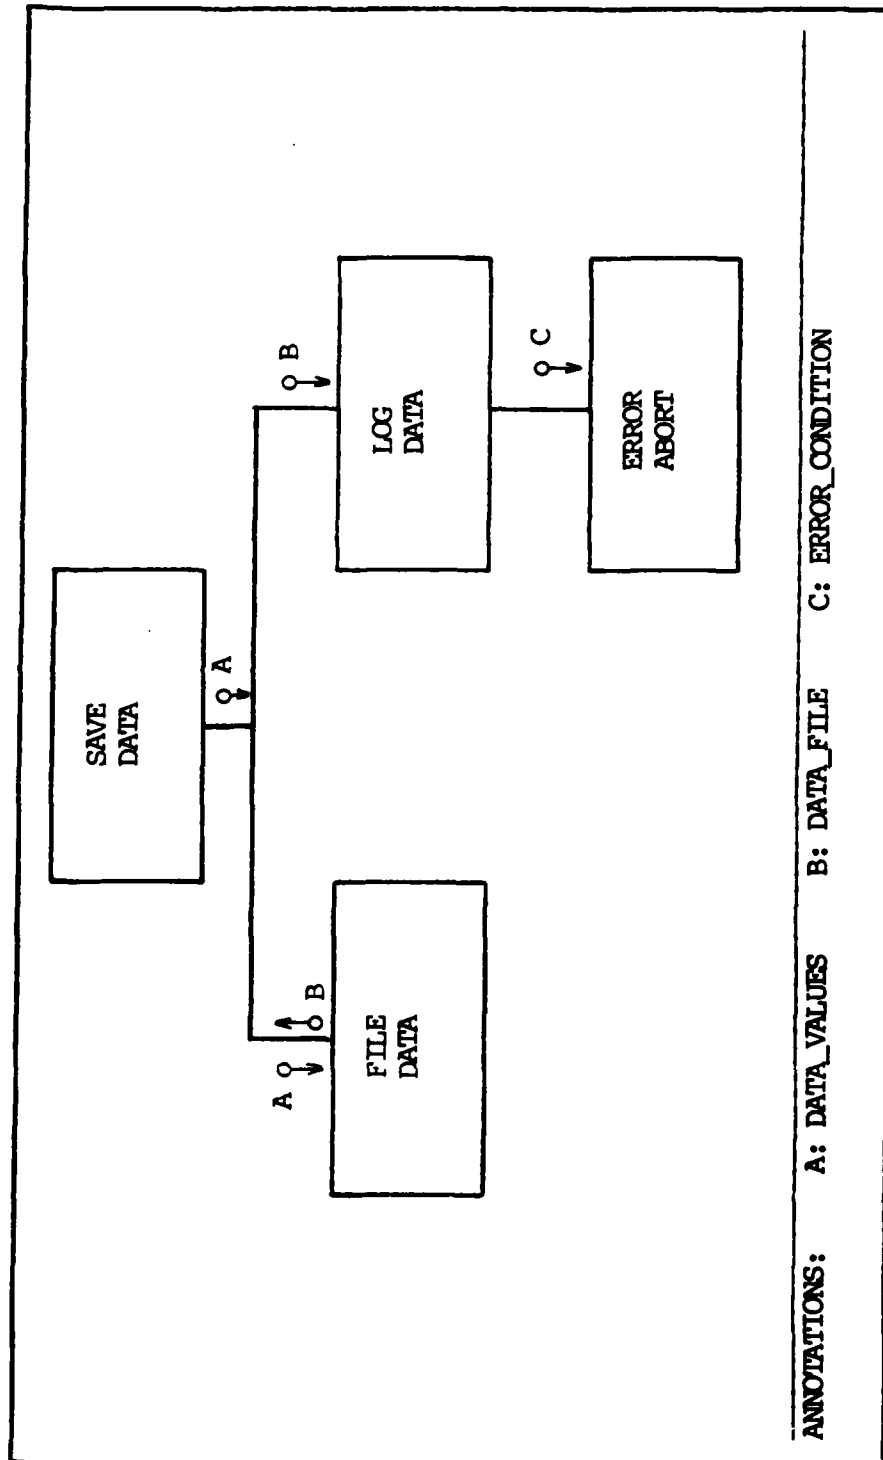 SAVE
DATA
A
A
B
B
FILE
DATA
LOG
DATA
C
ERROR
ABORT
ANNOTATIONS: A: DATA_VALUES B: DATA_FILE C: ERROR_CONDITION